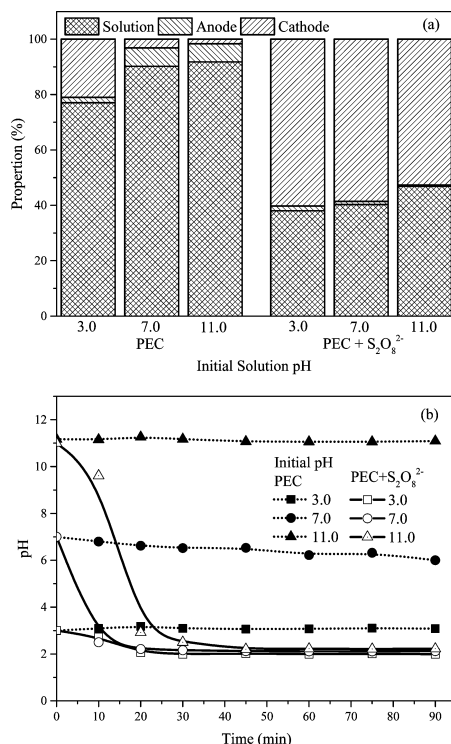 (a)
Solution Anode Cathode
100
80
60
40
20
0
Propertion (%)
3.0 7.0 11.0 3.0 7.0 11.0
PEC PEC + S₂O₈²⁻
Initial Solution pH
(b)
12
10
8
6
4
2
0
pH
Initial pH
PEC PEC+S₂O₈²⁻
3.0 3.0
7.0 7.0
11.0 11.0
0 10 20 30 40 50 60 70 80 90
Time (min)